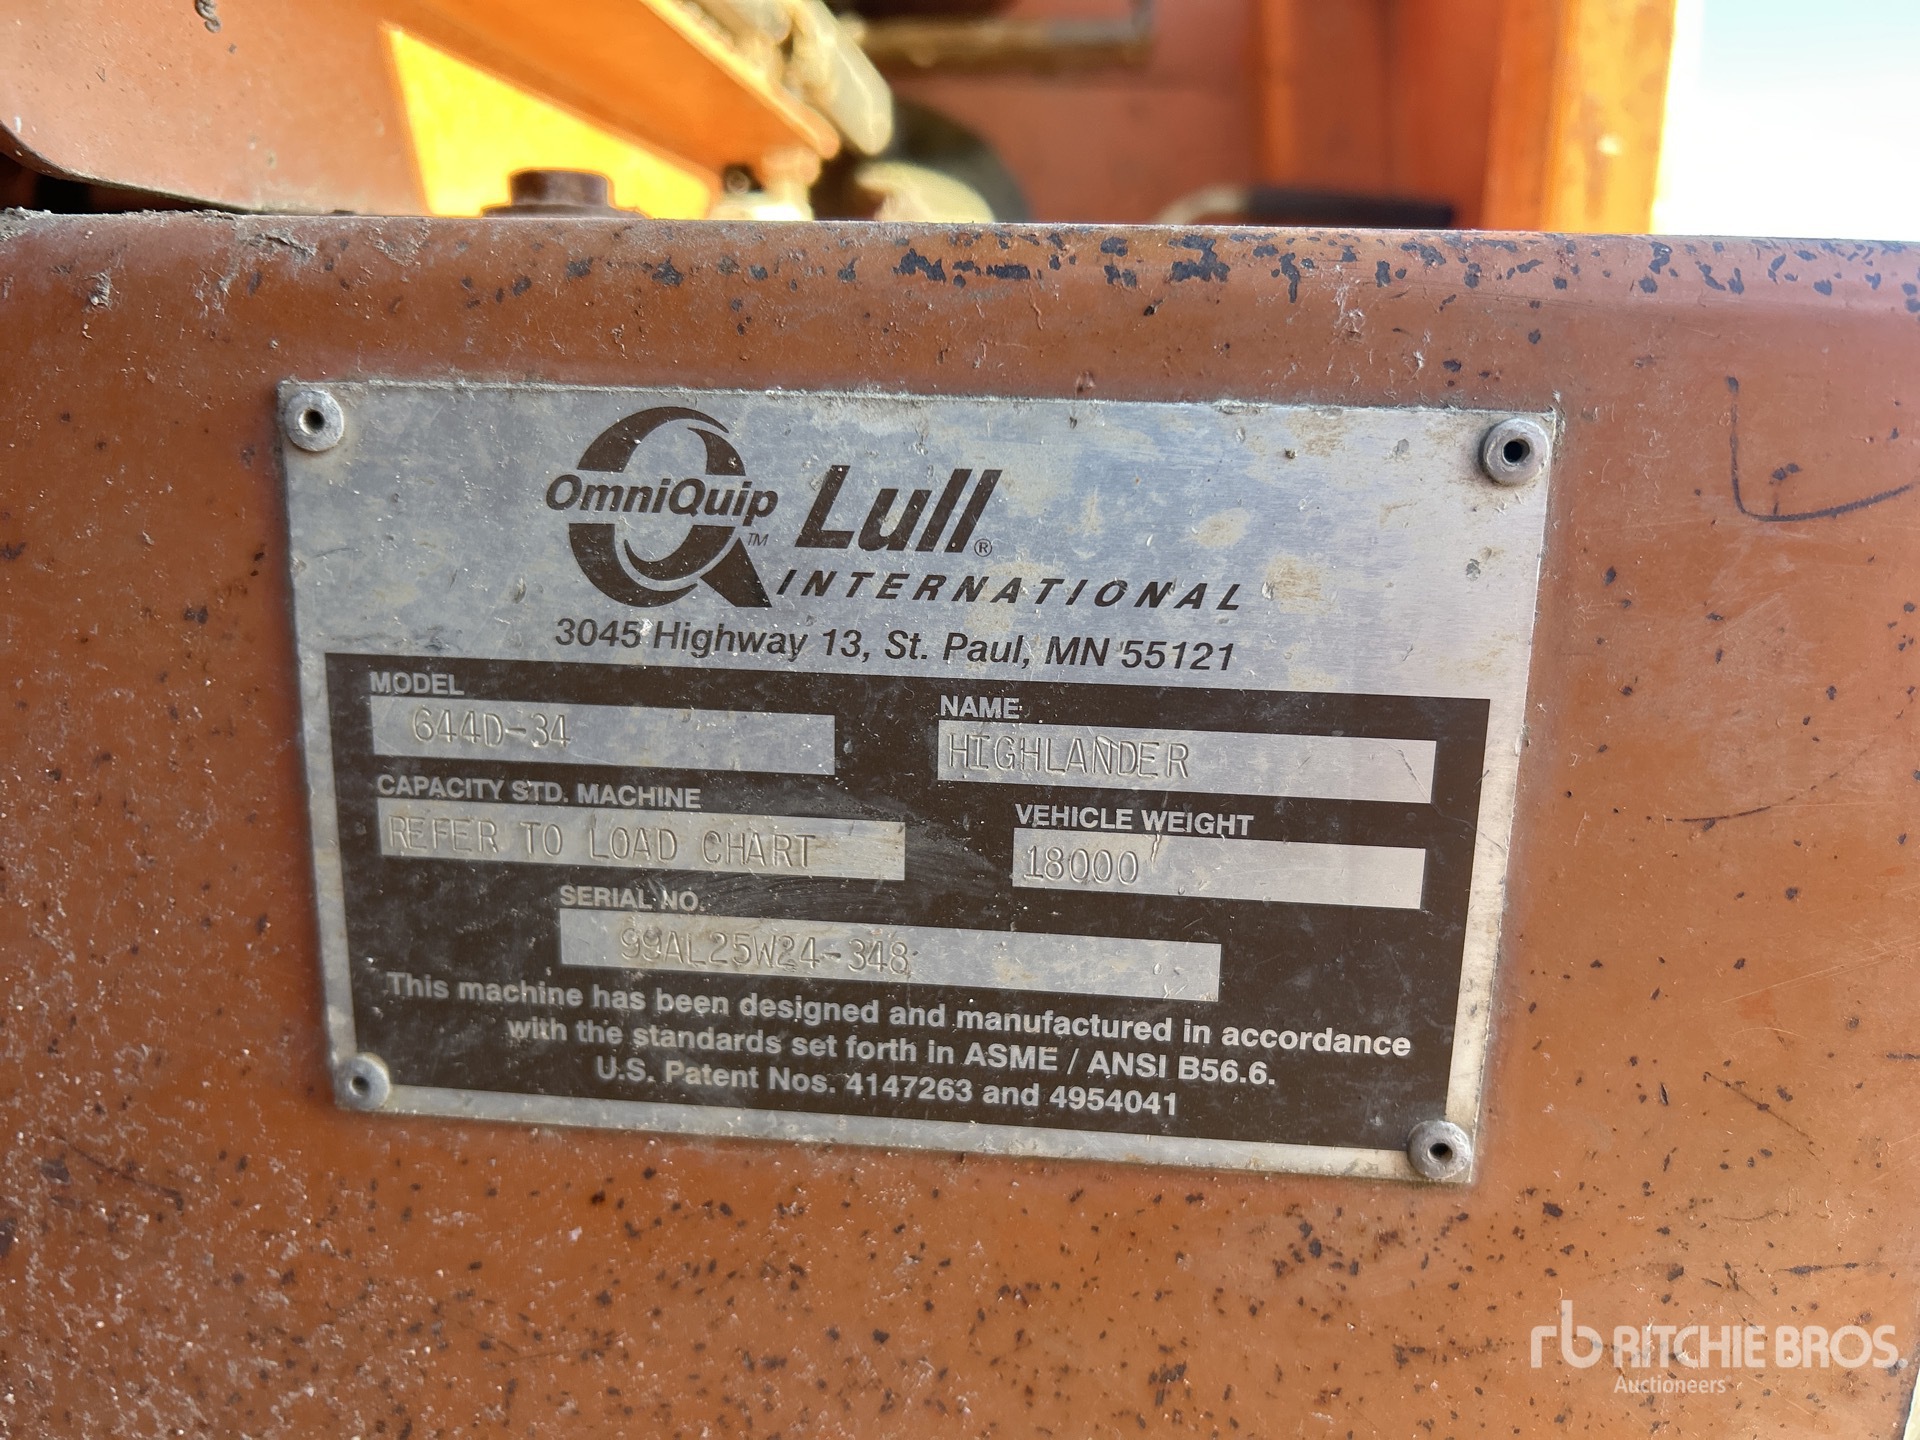 OmniQuip™ Lull®
INTERNATIONAL
3045 Highway 13, St. Paul, MN 55121
MODEL
644D-34
NAME
HIGHLANDER
CAPACITY STD. MACHINE
REFER TO LOAD CHART
VEHICLE WEIGHT
18000
SERIAL NO.
99AL25W24-348
This machine has been designed and manufactured in accordance
with the standards set forth in ASME / ANSI B56.6.
U.S. Patent Nos. 4147263 and 4954041
rb RITCHIE BROS
Auctioneers